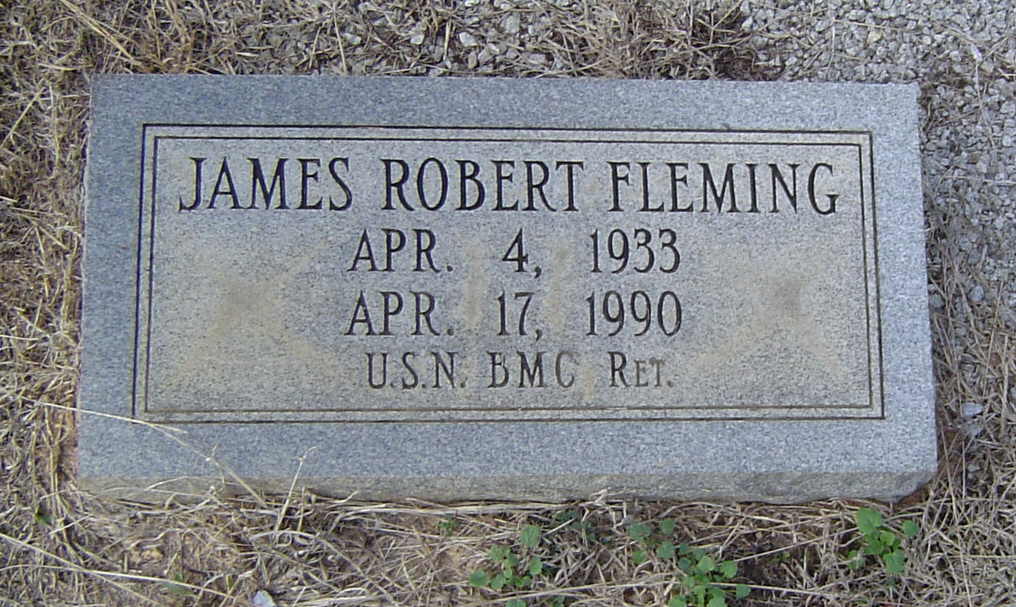 JAMES ROBERT FLEMING
APR. 4, 1933
APR. 17, 1990
U.S.N. BMC RET.